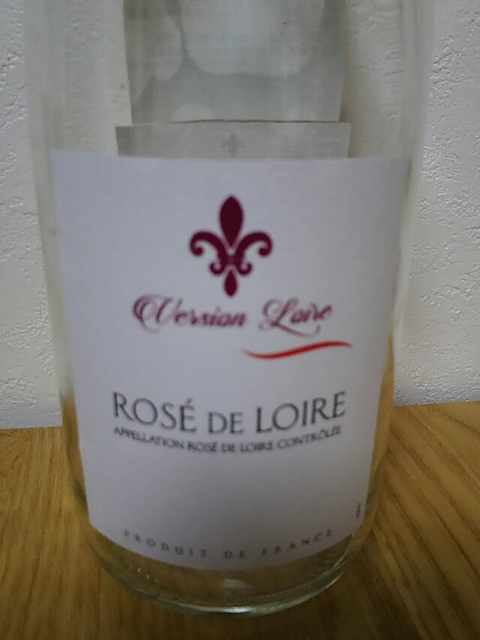 Version Loire
ROSÉ DE LOIRE
APPELLATION ROSÉ DE LOIRE CONTRÔLÉE
PRODUIT DE FRANCE